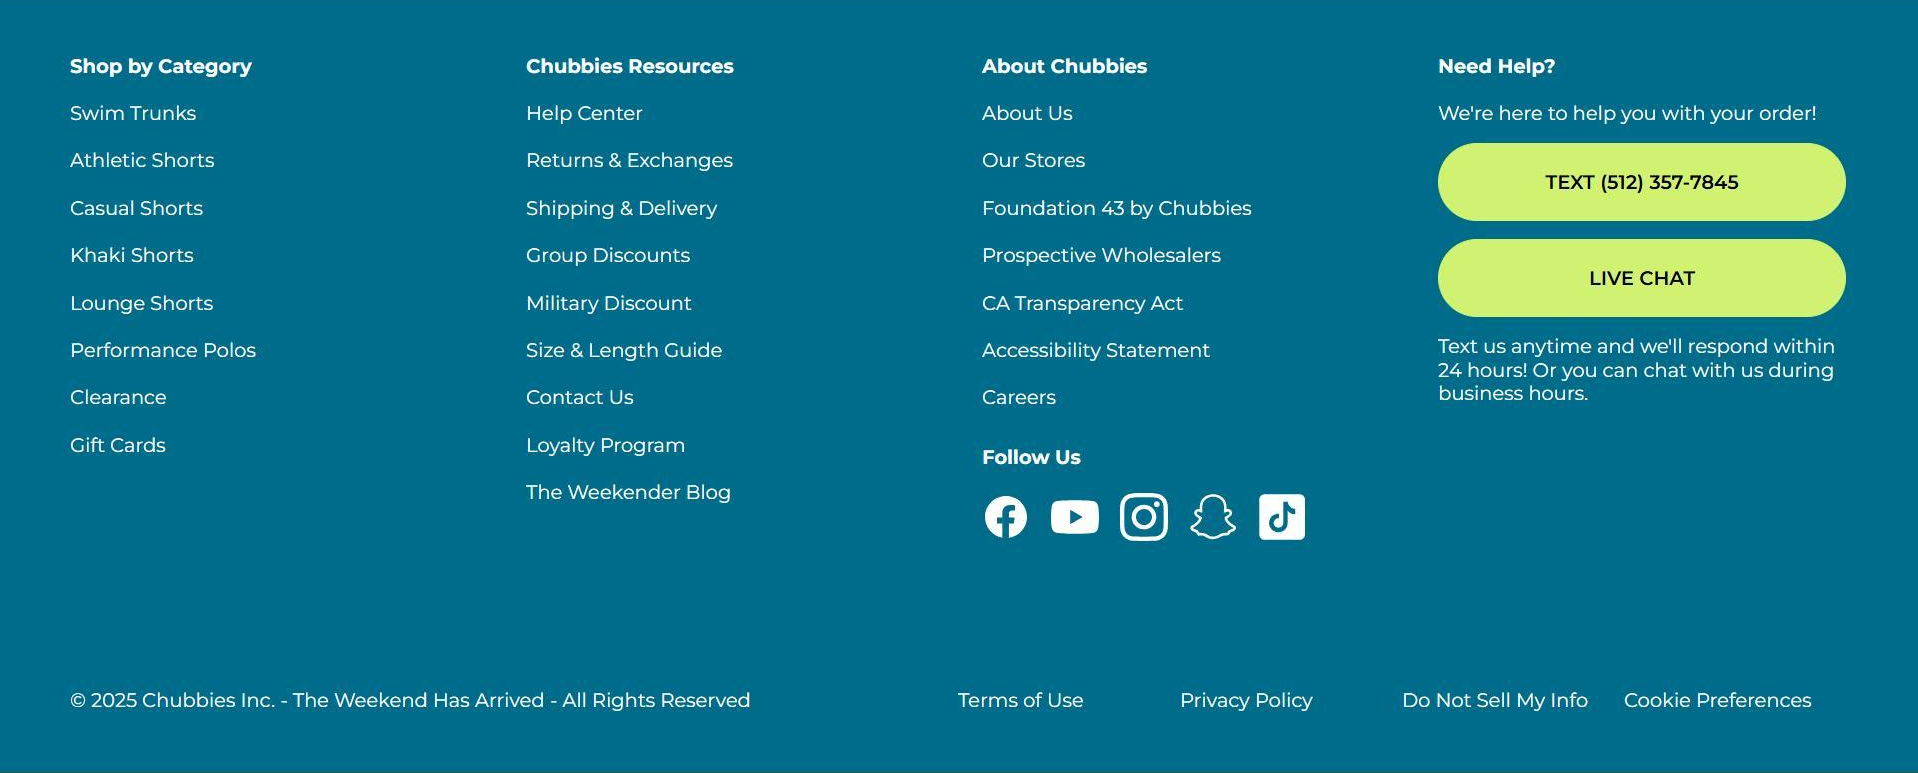 Shop by Category
Swim Trunks
Athletic Shorts
Casual Shorts
Khaki Shorts
Lounge Shorts
Performance Polos
Clearance
Gift Cards
Chubbies Resources
Help Center
Returns & Exchanges
Shipping & Delivery
Group Discounts
Military Discount
Size & Length Guide
Contact Us
Loyalty Program
The Weekender Blog
About Chubbies
About Us
Our Stores
Foundation 43 by Chubbies
Prospective Wholesalers
CA Transparency Act
Accessibility Statement
Careers
Follow Us
Need Help?
We're here to help you with your order!
TEXT (512) 357-7845
LIVE CHAT
Text us anytime and we'll respond within
24 hours! Or you can chat with us during
business hours.
© 2025 Chubbies Inc. - The Weekend Has Arrived - All Rights Reserved
Terms of Use
Privacy Policy
Do Not Sell My Info
Cookie Preferences